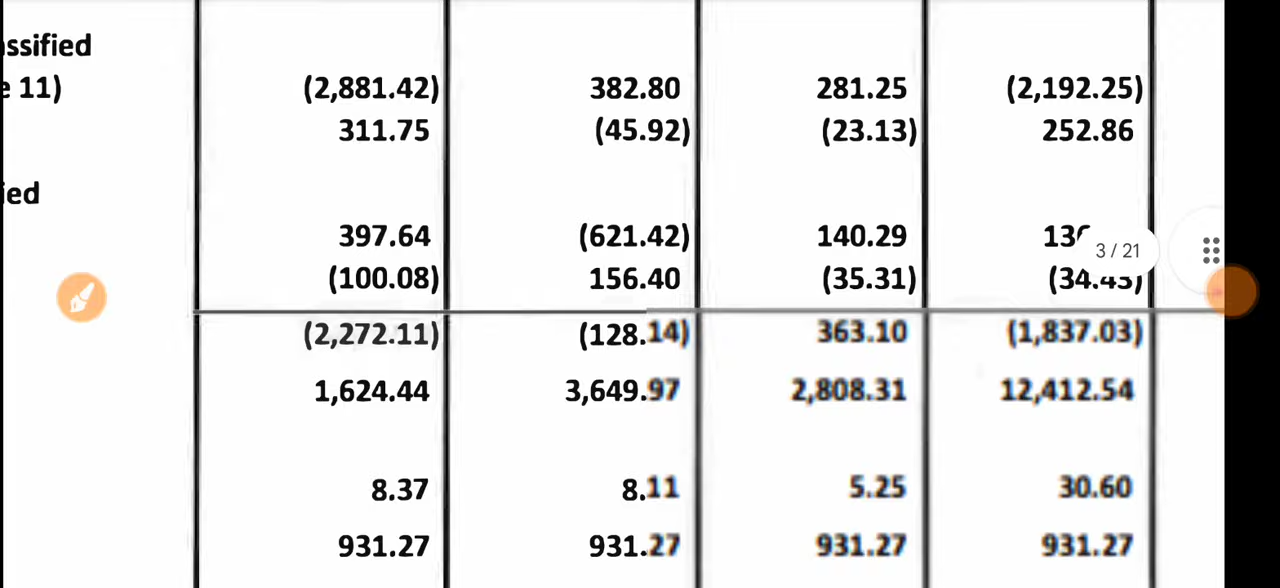 ssified
e 11) (2,881.42) 382.80 281.25 (2,192.25)
311.75 (45.92) (23.13) 252.86
ied
397.64 (621.42) 140.29
3 / 21
(100.08) 156.40 (35.31) (34.43)
(2,272.11) (128.14) 363.10 (1,837.03)
1,624.44 3,649.97 2,808.31 12,412.54
8.37 8.11 5.25 30.60
931.27 931.27 931.27 931.27